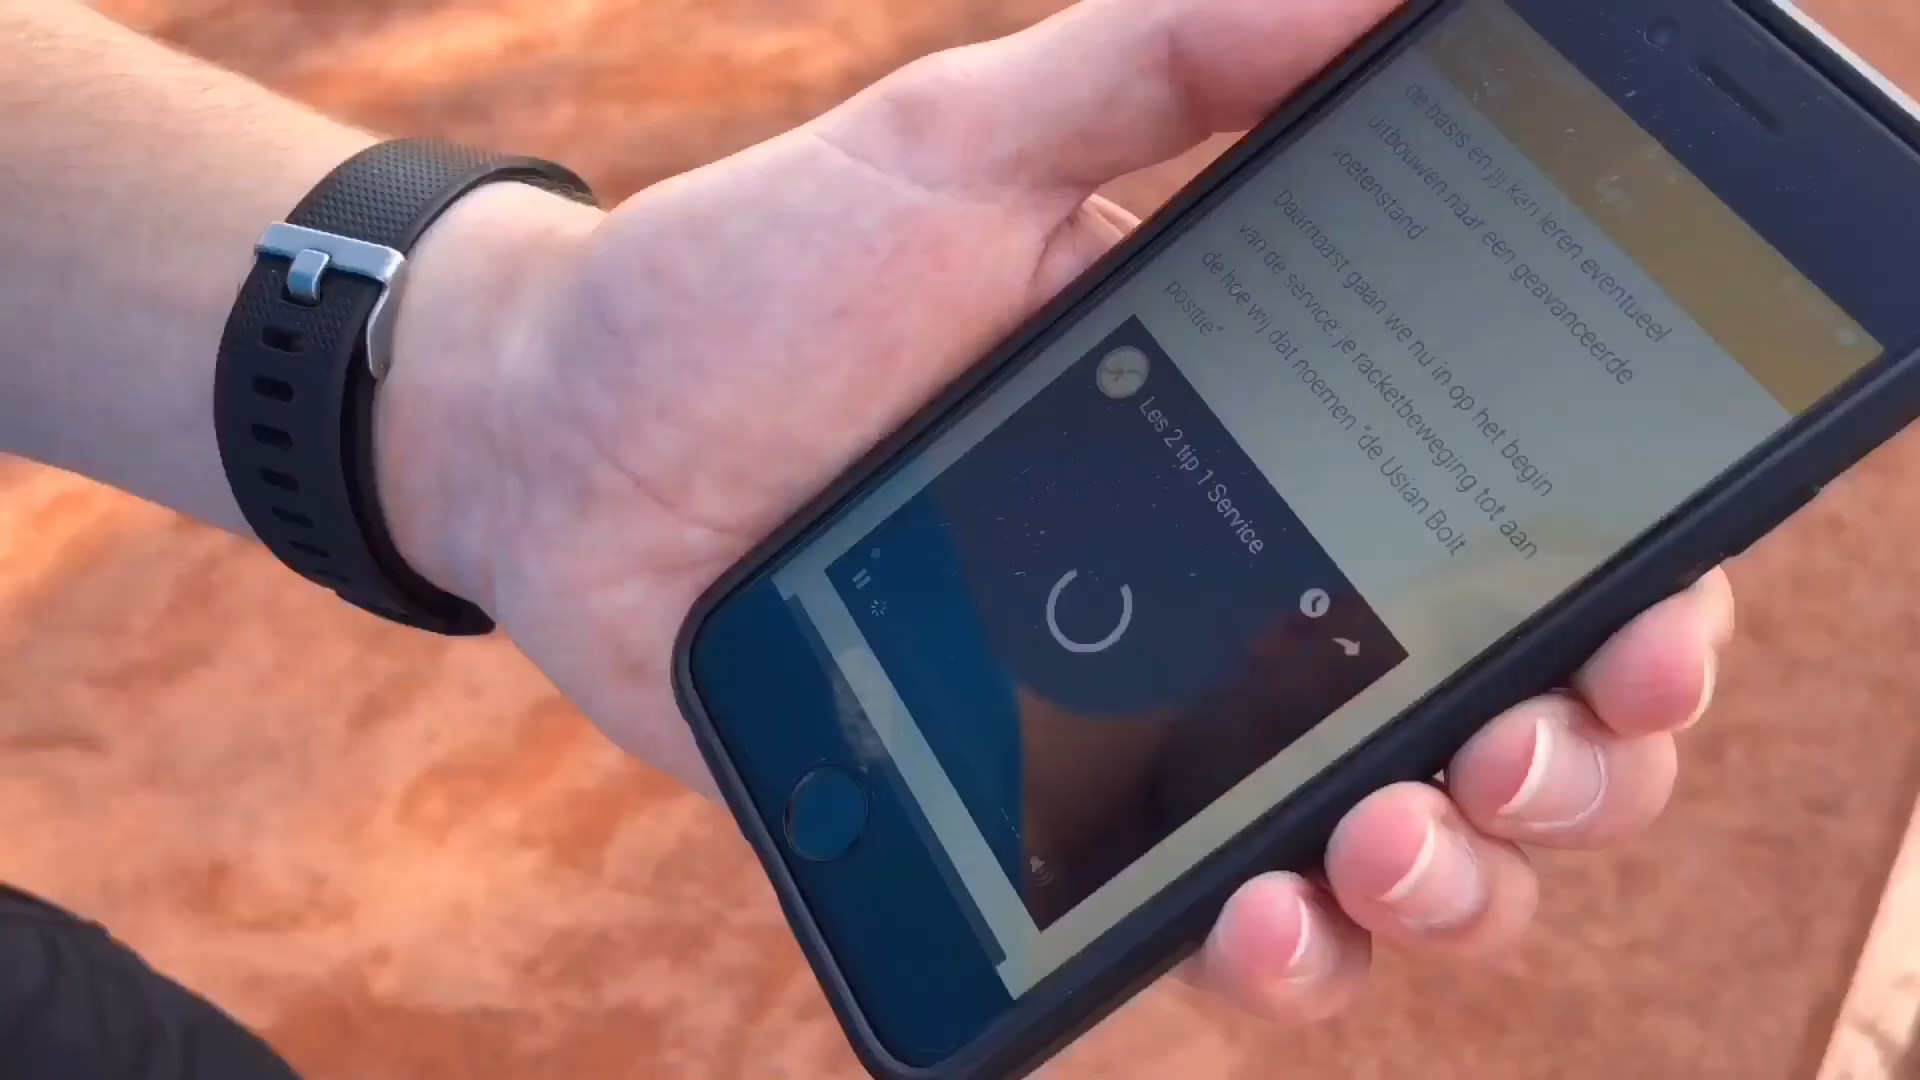 de basis en jij kan leren eventueel
uitbouwen naar een geavanceerde
voetenstand
Daarnaast gaan we nu in op het begin
van de service: je racketbeweging tot aan
de hoe wij dat noemen "de Usian Bolt
positie"
Les 2 tip 1 Service